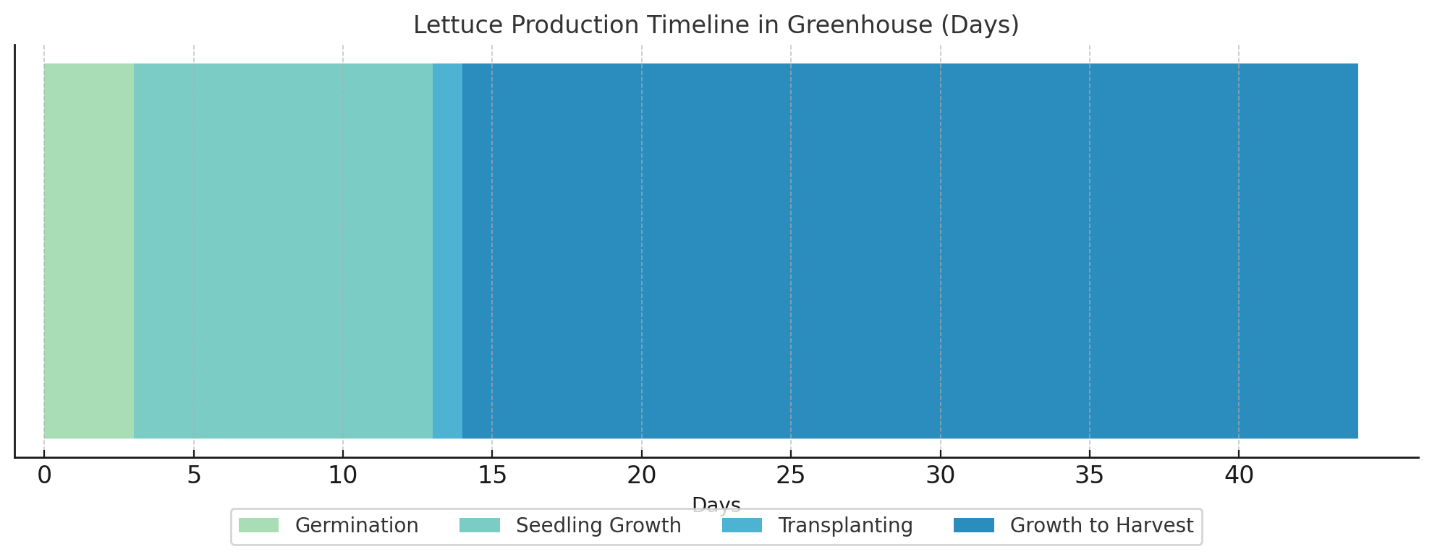 Lettuce Production Timeline in Greenhouse (Days)
0 5 10 15 20 25 30 35 40
Days
Germination Seedling Growth Transplanting Growth to Harvest